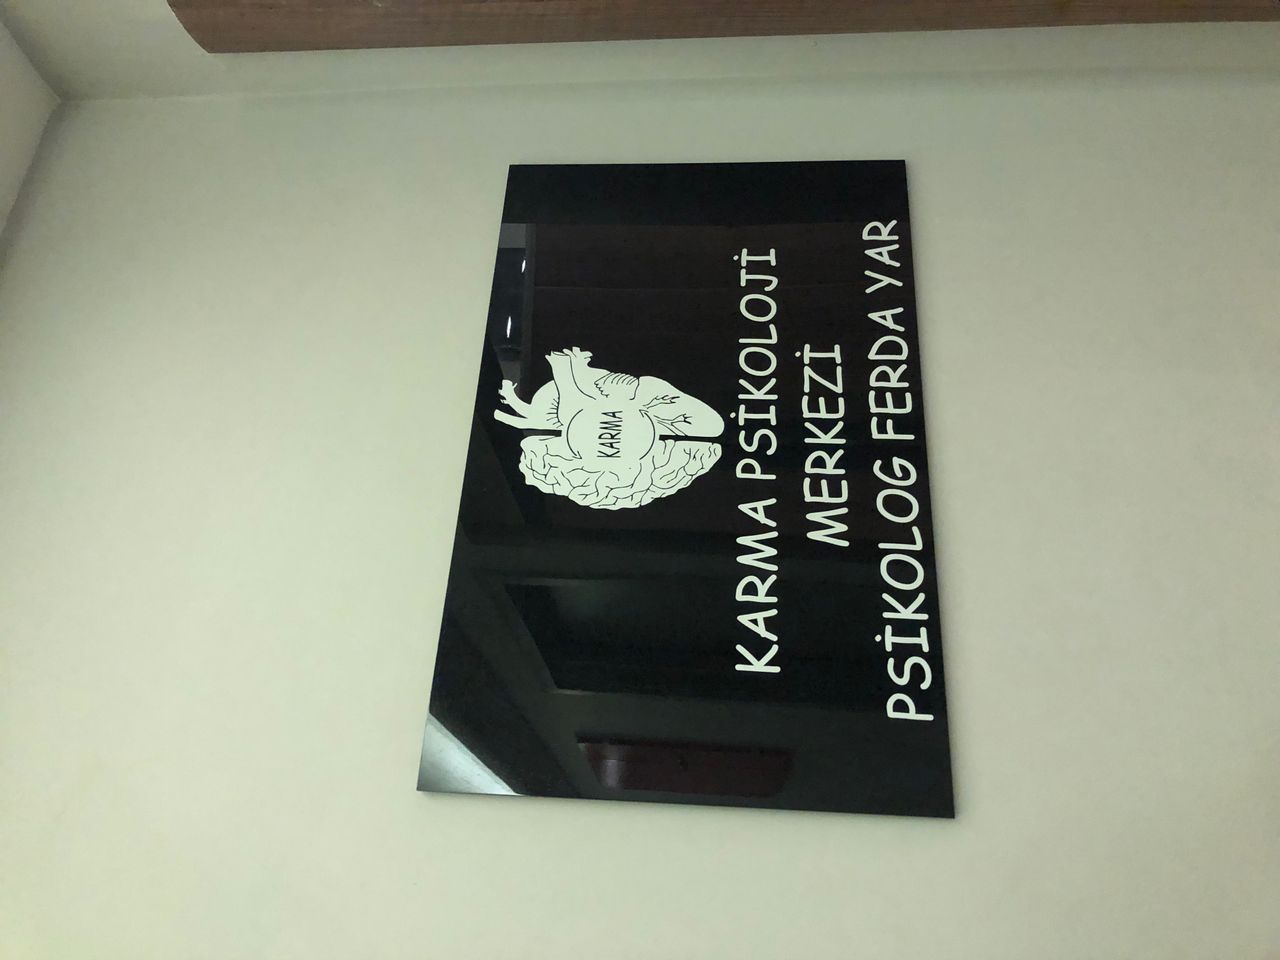 KARMA
KARMA PSİKOLOJİ
MERKEZİ
PSİKOLOG FERDA YAR